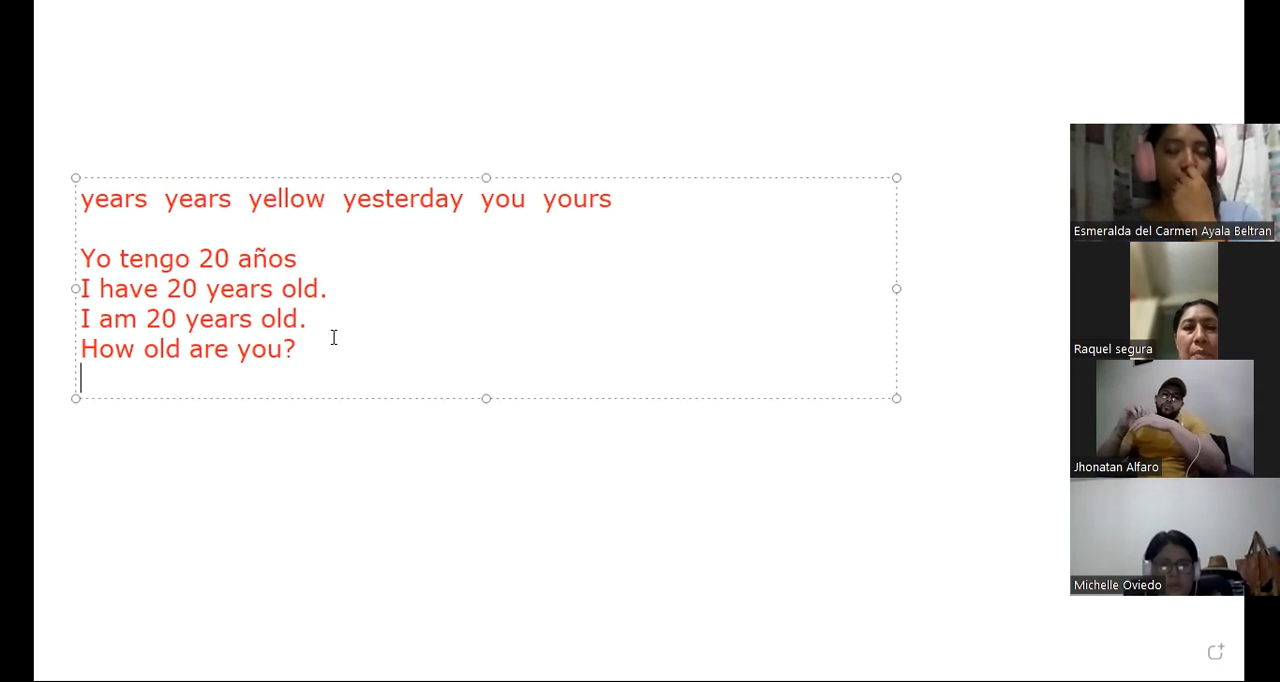 years years yellow yesterday you yours
Yo tengo 20 años
I have 20 years old.
I am 20 years old.
How old are you?
Esmeralda del Carmen Ayala Beltran
Raquel segura
Jhonatan Alfaro
Michelle Oviedo